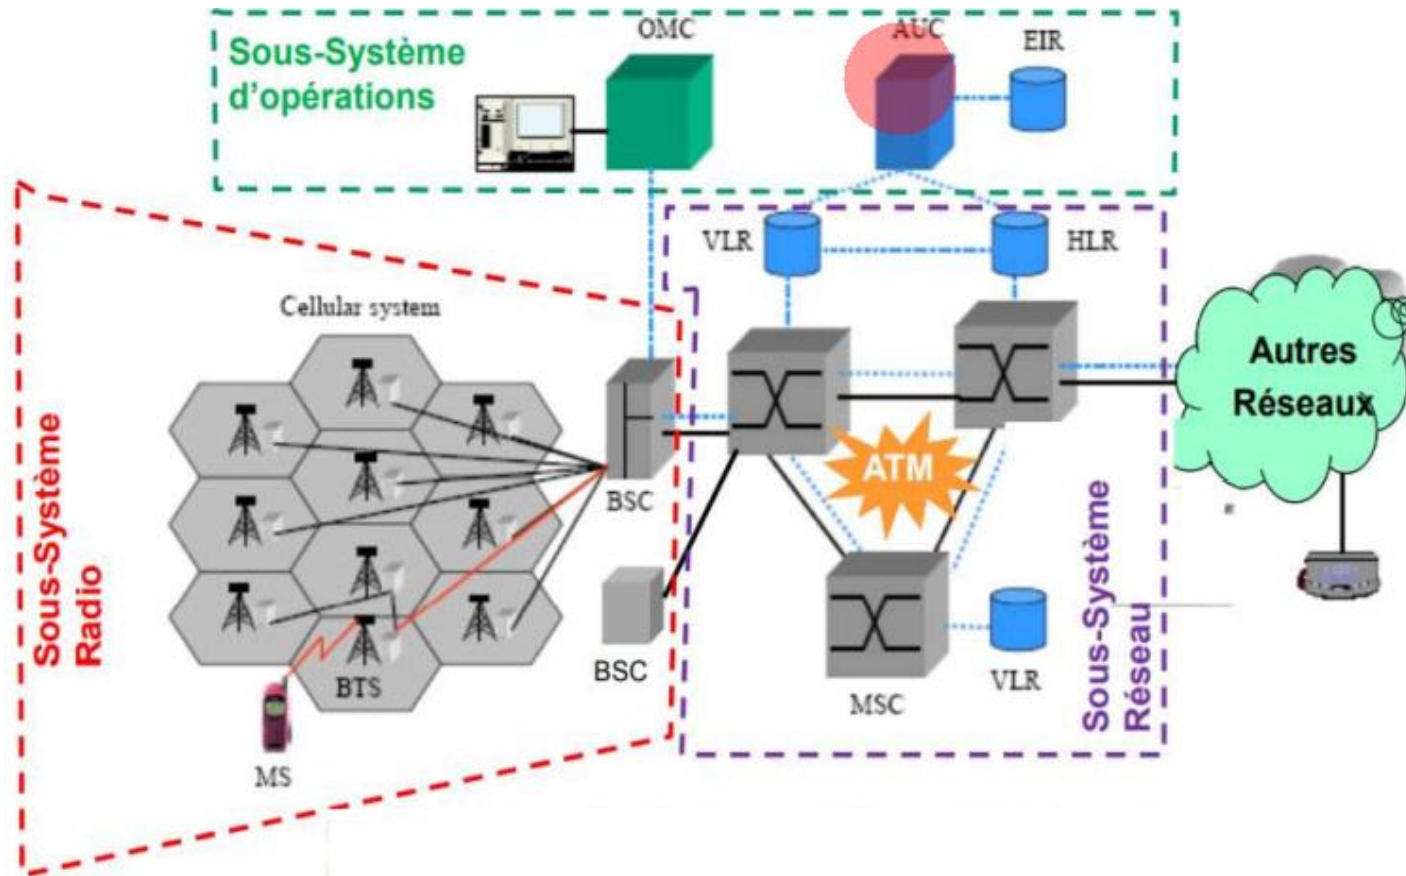 OMC
AUC
EIR
Sous-Système
d'opérations
VLR
HLR
Cellular system
Autres
Réseaux
ATM
BSC
Sous-Système
Radio
Sous-Système
Réseau
BSC
BTS
MSC
VLR
MS